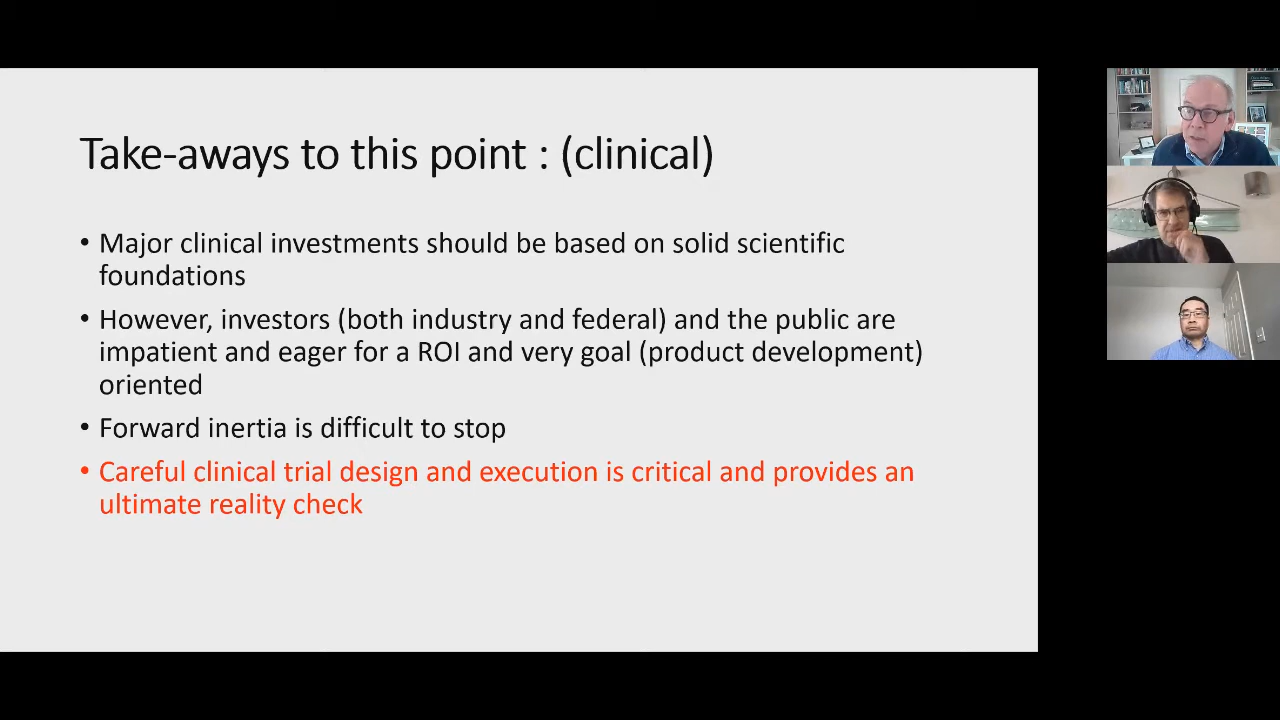 Take-aways to this point : (clinical)
• Major clinical investments should be based on solid scientific
foundations
• However, investors (both industry and federal) and the public are
impatient and eager for a ROI and very goal (product development)
oriented
• Forward inertia is difficult to stop
• Careful clinical trial design and execution is critical and provides an
ultimate reality check